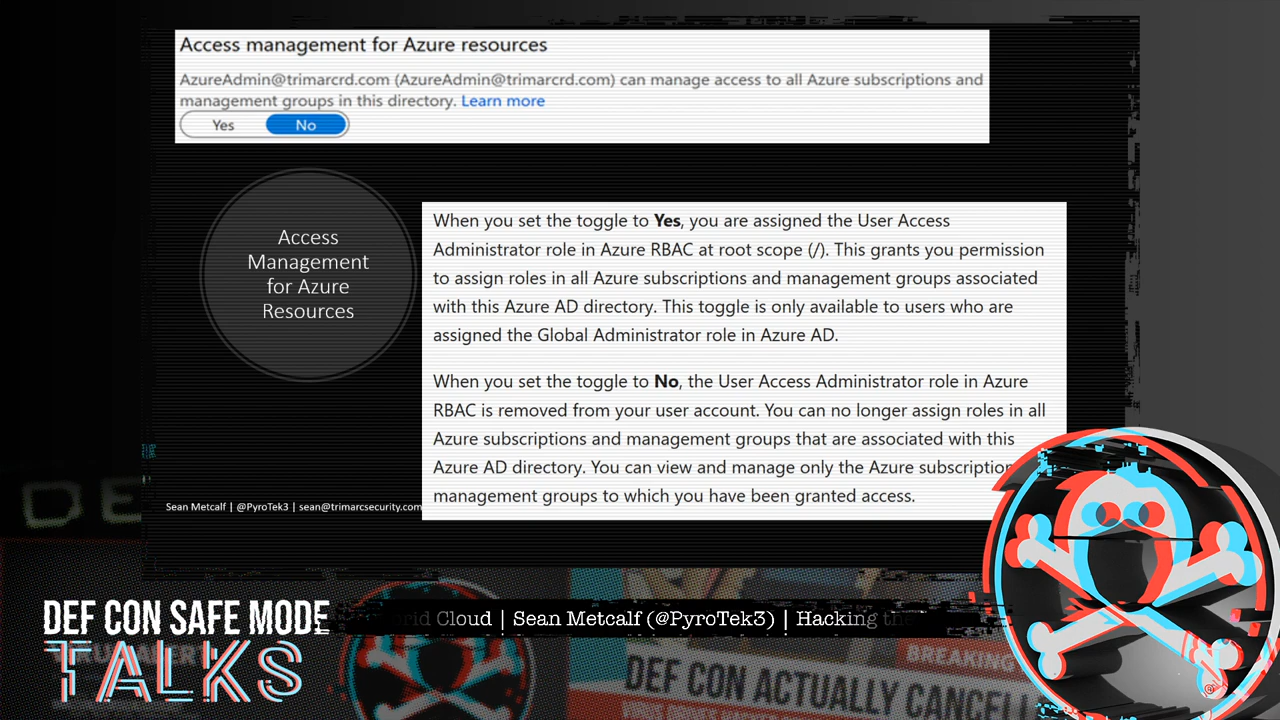 Access management for Azure resources
AzureAdmin@trimarcrd.com (AzureAdmin@trimarcrd.com) can manage access to all Azure subscriptions and
management groups in this directory. Learn more
Yes No
Access
Management
for Azure
Resources
When you set the toggle to Yes, you are assigned the User Access
Administrator role in Azure RBAC at root scope (/). This grants you permission
to assign roles in all Azure subscriptions and management groups associated
with this Azure AD directory. This toggle is only available to users who are
assigned the Global Administrator role in Azure AD.
When you set the toggle to No, the User Access Administrator role in Azure
RBAC is removed from your user account. You can no longer assign roles in all
Azure subscriptions and management groups that are associated with this
Azure AD directory. You can view and manage only the Azure
management groups to which you have been granted access.
Sean Metcalf | @PyroTek3 | sean@trimarcsecurity.com
DEF CON SAFE MODE
TALKS
Cloud | Sean Metcalf (@PyroTek3) | Hacking the
BREAKING
DEF CON ACTUALLY